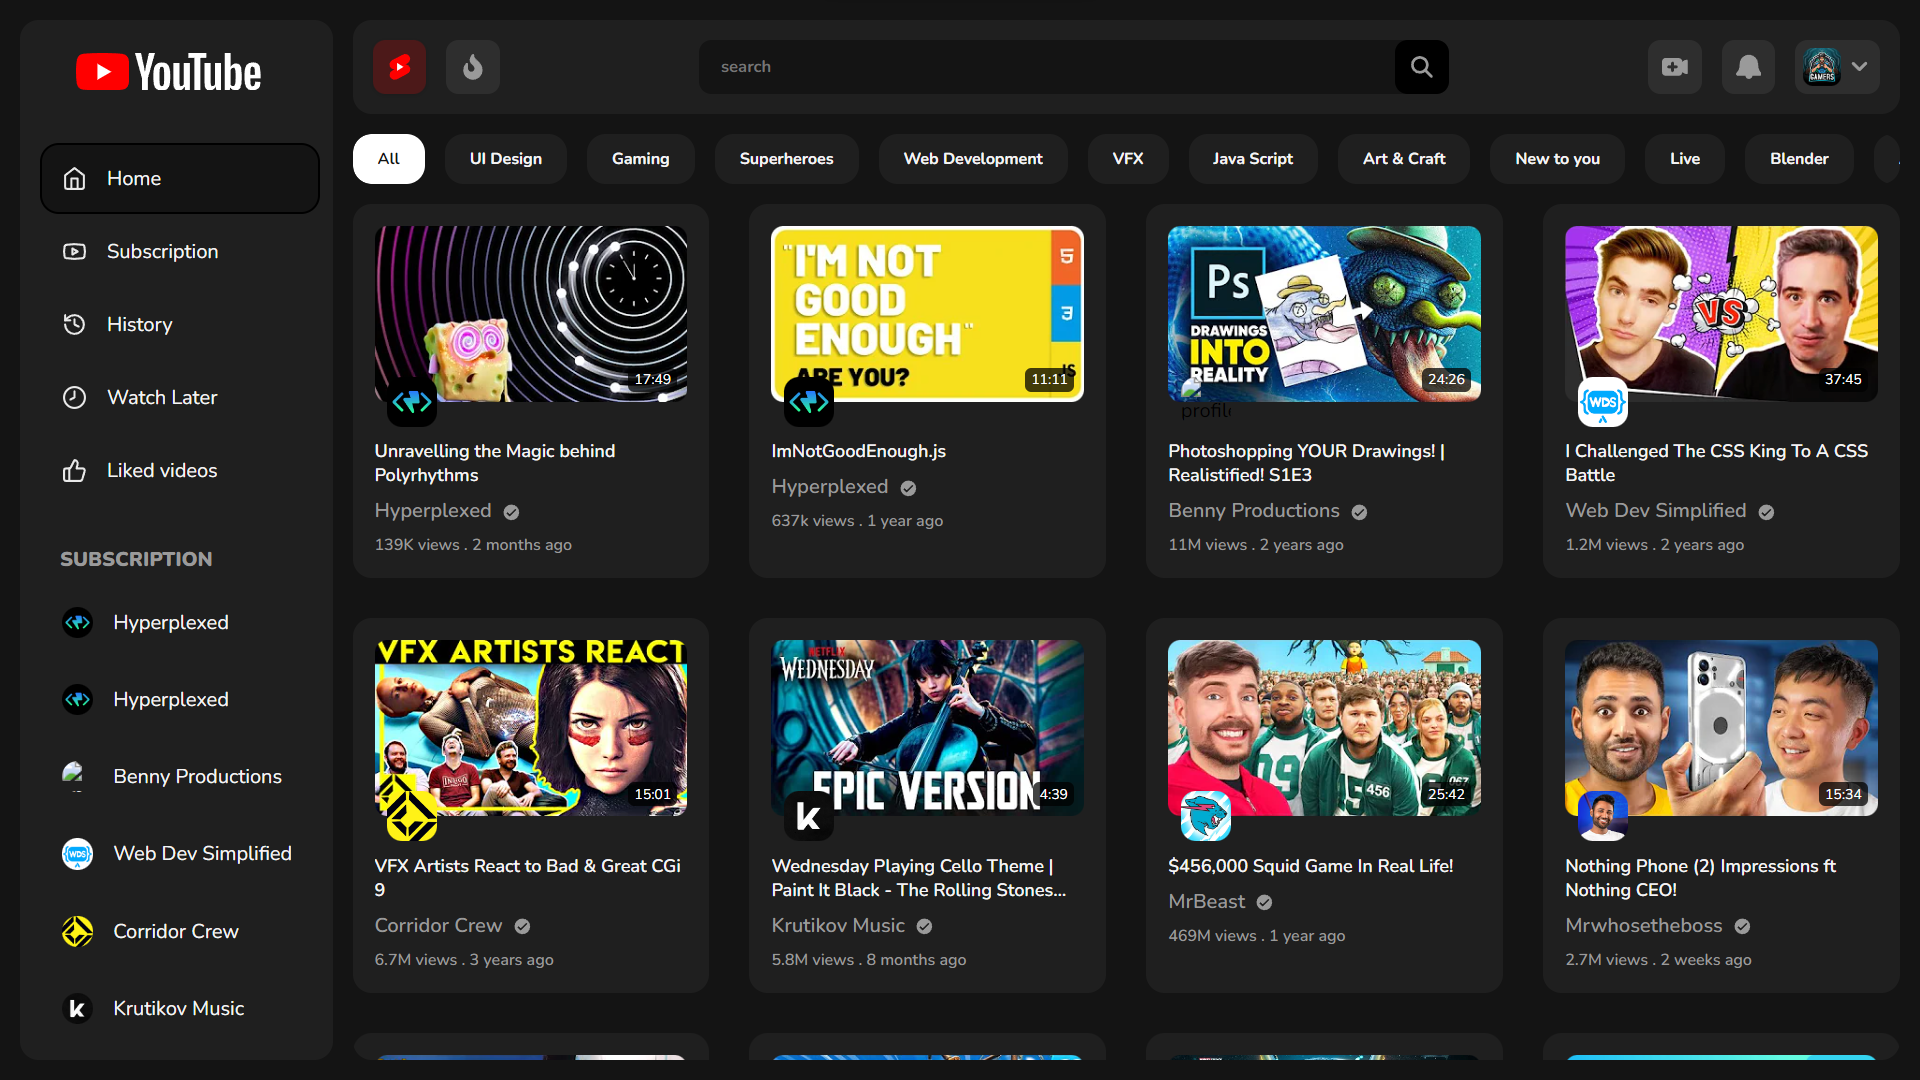 YouTube
search
Home
Subscription
History
Watch Later
Liked videos
SUBSCRIPTION
Hyperplexed
Hyperplexed
Benny Productions
Web Dev Simplified
Corridor Crew
Krutikov Music
GAMERS
All
UI Design
Gaming
Superheroes
Web Development
VFX
Java Script
Art & Craft
New to you
Live
Blender
17:49
Unravelling the Magic behind
Polyrhythms
Hyperplexed
139K views . 2 months ago
"I'M NOT
GOOD
ENOUGH"
ARE YOU?
5
3
JS
11:11
ImNotGoodEnough.js
Hyperplexed
637k views . 1 year ago
Ps
DRAWINGS
INTO
REALITY
24:26
profile
Photoshopping YOUR Drawings! |
Realistified! S1E3
Benny Productions
11M views . 2 years ago
VS
37:45
WDS
I Challenged The CSS King To A CSS
Battle
Web Dev Simplified
1.2M views . 2 years ago
VFX ARTISTS REACT
15:01
VFX Artists React to Bad & Great CGi
9
Corridor Crew
6.7M views . 3 years ago
NETFLIX
WEDNESDAY
EPIC VERSION
4:39
k
Wednesday Playing Cello Theme |
Paint It Black - The Rolling Stones...
Krutikov Music
5.8M views . 8 months ago
456
067
25:42
$456,000 Squid Game In Real Life!
MrBeast
469M views . 1 year ago
15:34
Nothing Phone (2) Impressions ft
Nothing CEO!
Mrwhosetheboss
2.7M views . 2 weeks ago